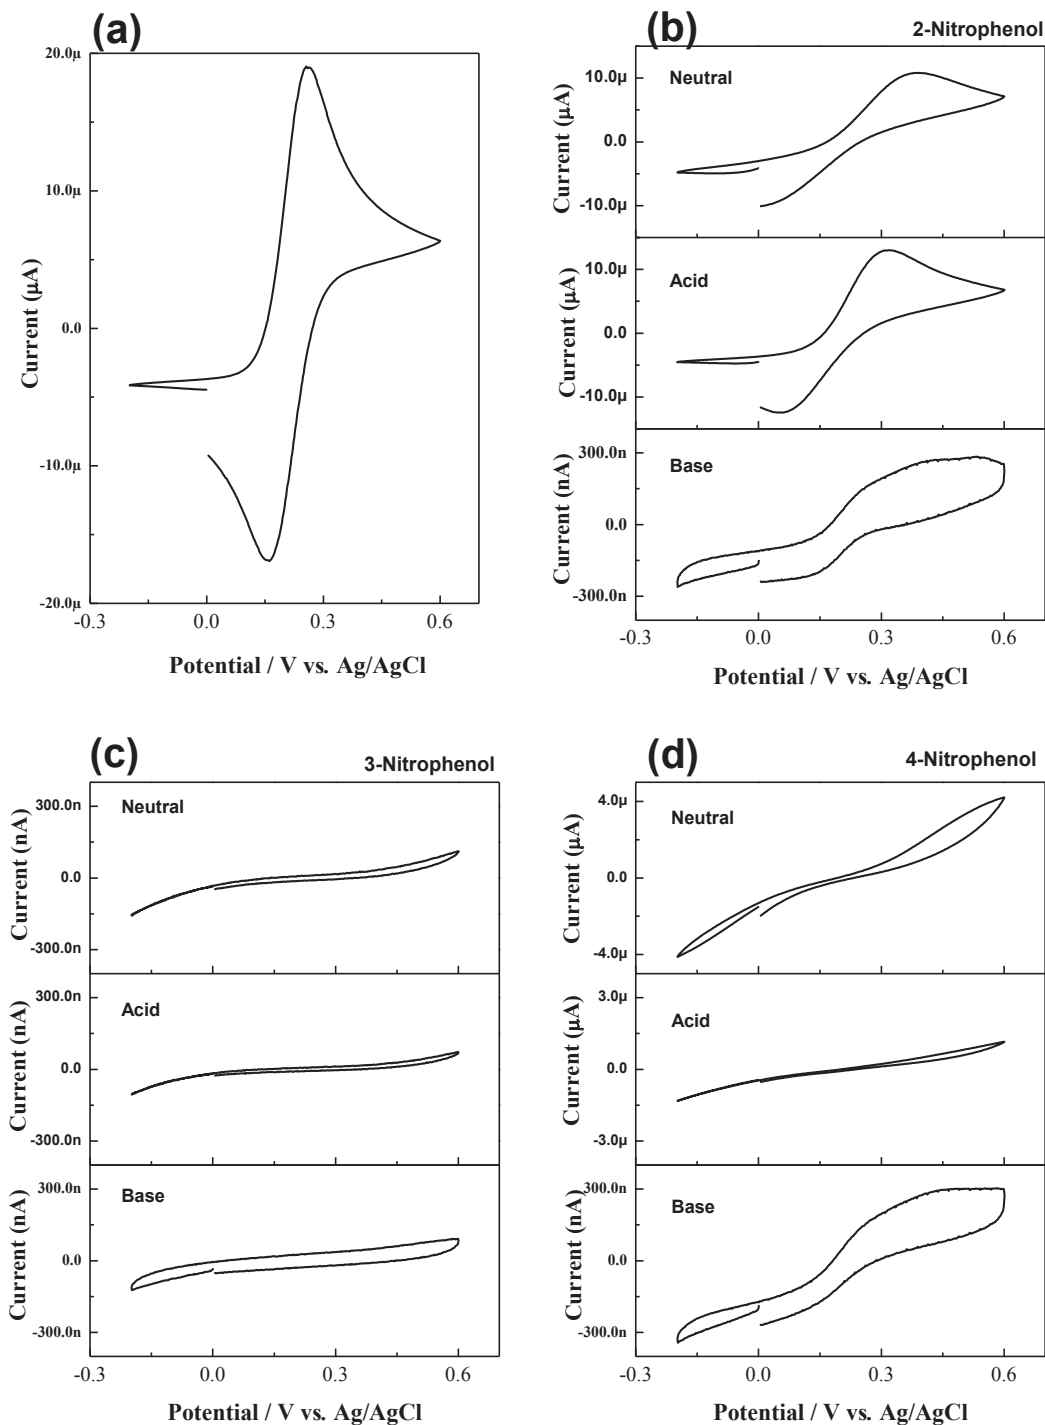 (a)
20.0µ
10.0µ
0.0
-10.0µ
-20.0µ
Current (µA)
-0.3 0.0 0.3 0.6
Potential / V vs. Ag/AgCl
(b)
2-Nitrophenol
Neutral
10.0µ
0.0
-10.0µ
Current (µA)
Acid
10.0µ
0.0
-10.0µ
Current (µA)
Base
300.0n
0.0
-300.0n
Current (nA)
-0.3 0.0 0.3 0.6
Potential / V vs. Ag/AgCl
(c)
3-Nitrophenol
Neutral
300.0n
0.0
-300.0n
Current (nA)
Acid
300.0n
0.0
-300.0n
Current (nA)
Base
300.0n
0.0
-300.0n
Current (nA)
-0.3 0.0 0.3 0.6
Potential / V vs. Ag/AgCl
(d)
4-Nitrophenol
Neutral
4.0µ
0.0
-4.0µ
Current (µA)
Acid
3.0µ
0.0
-3.0µ
Current (µA)
Base
300.0n
0.0
-300.0n
Current (nA)
-0.3 0.0 0.3 0.6
Potential / V vs. Ag/AgCl